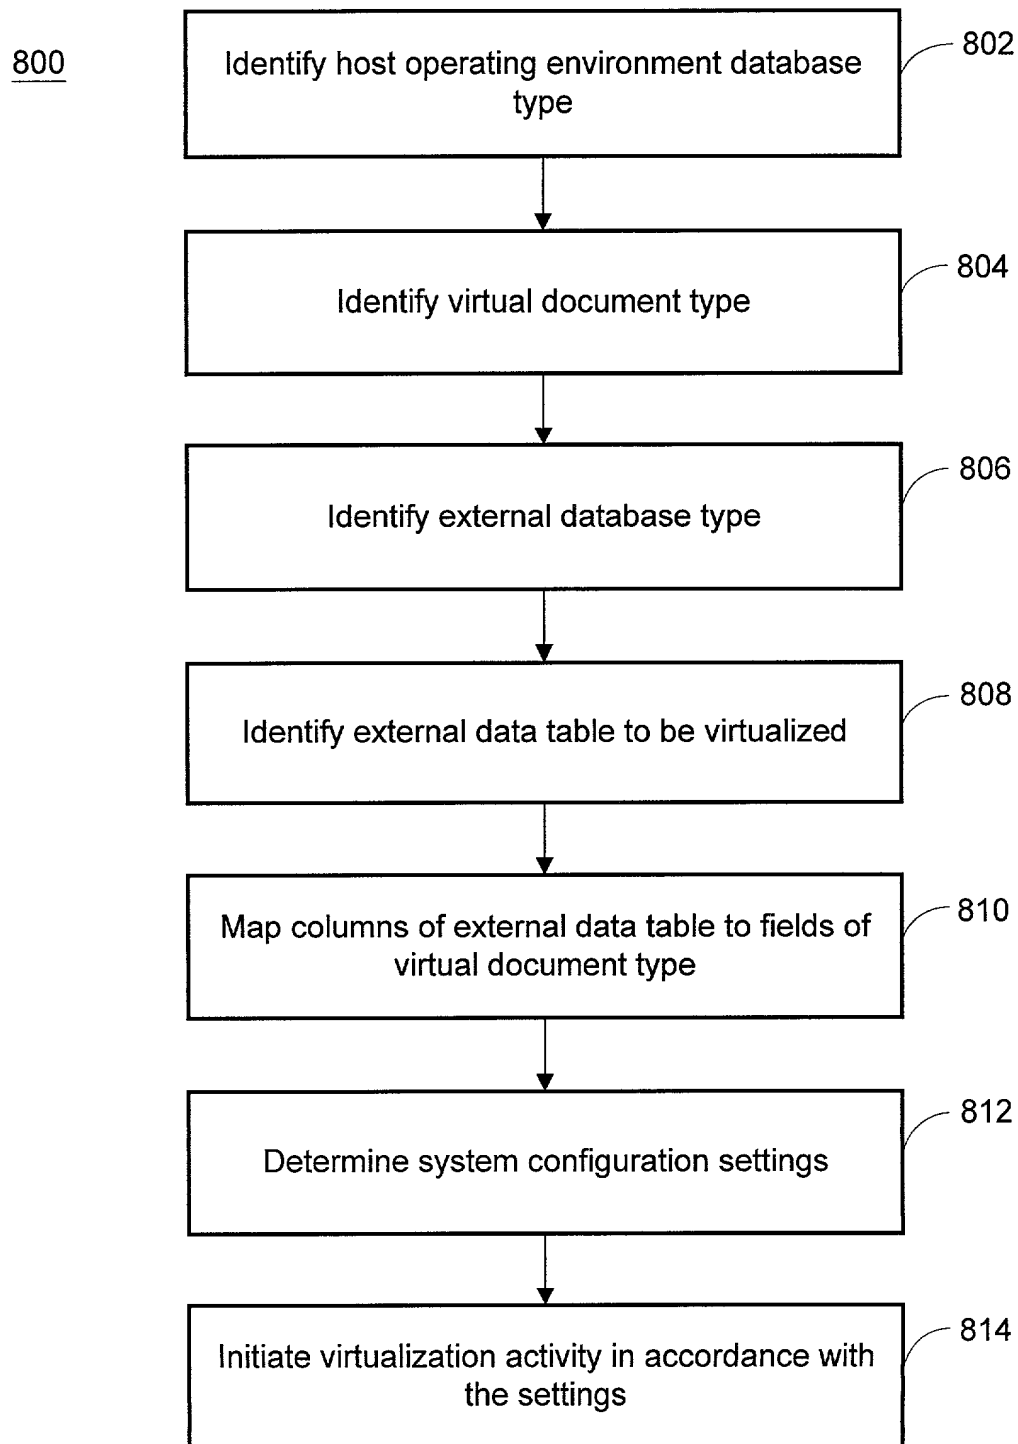 800
802
Identify host operating environment database
type
804
Identify virtual document type
806
Identify external database type
808
Identify external data table to be virtualized
810
Map columns of external data table to fields of
virtual document type
812
Determine system configuration settings
814
Initiate virtualization activity in accordance with
the settings